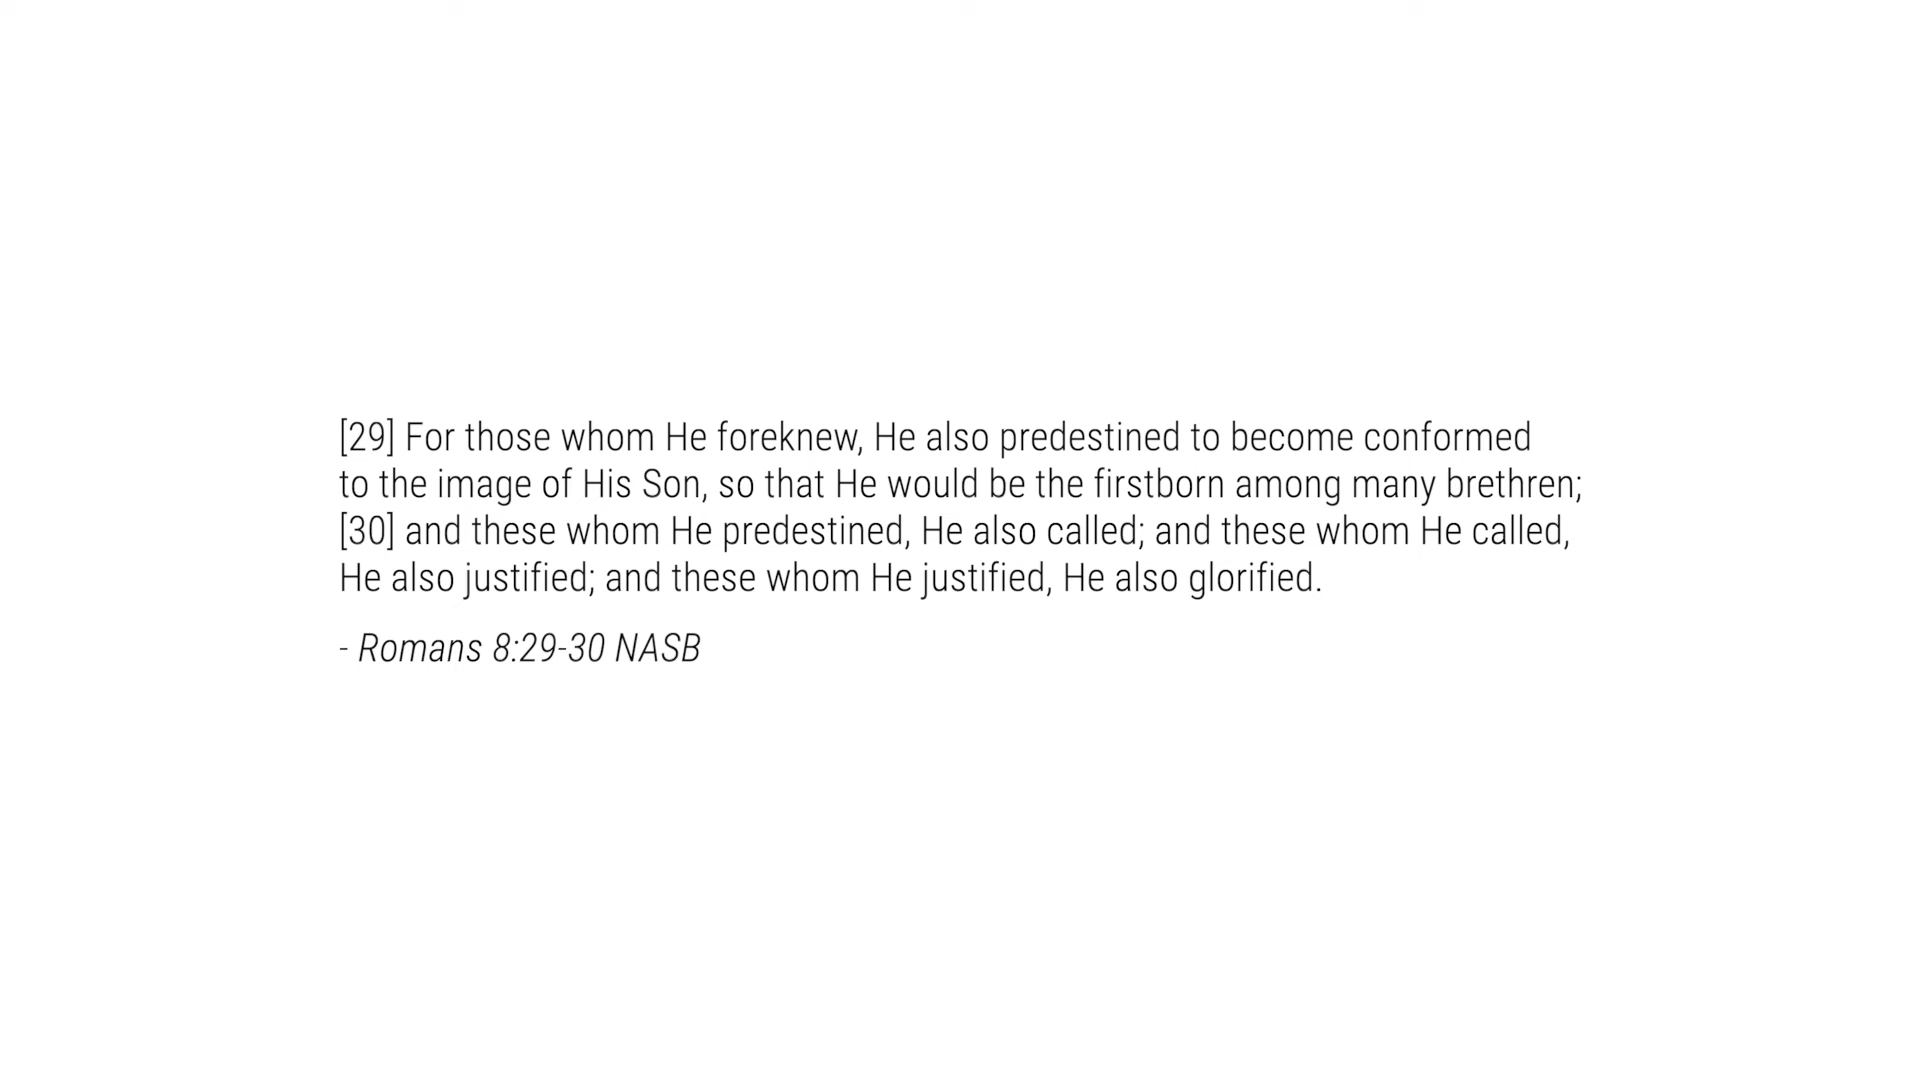 [29] For those whom He foreknew, He also predestined to become conformed
to the image of His Son, so that He would be the firstborn among many brethren;
[30] and these whom He predestined, He also called; and these whom He called,
He also justified; and these whom He justified, He also glorified.
- Romans 8:29-30 NASB